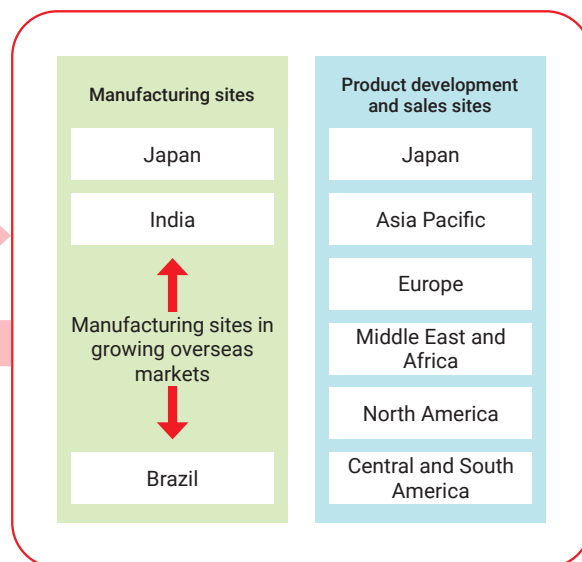 Manufacturing sites
Japan
India
Manufacturing sites in
growing overseas
markets
Brazil
Product development
and sales sites
Japan
Asia Pacific
Europe
Middle East and
Africa
North America
Central and South
America